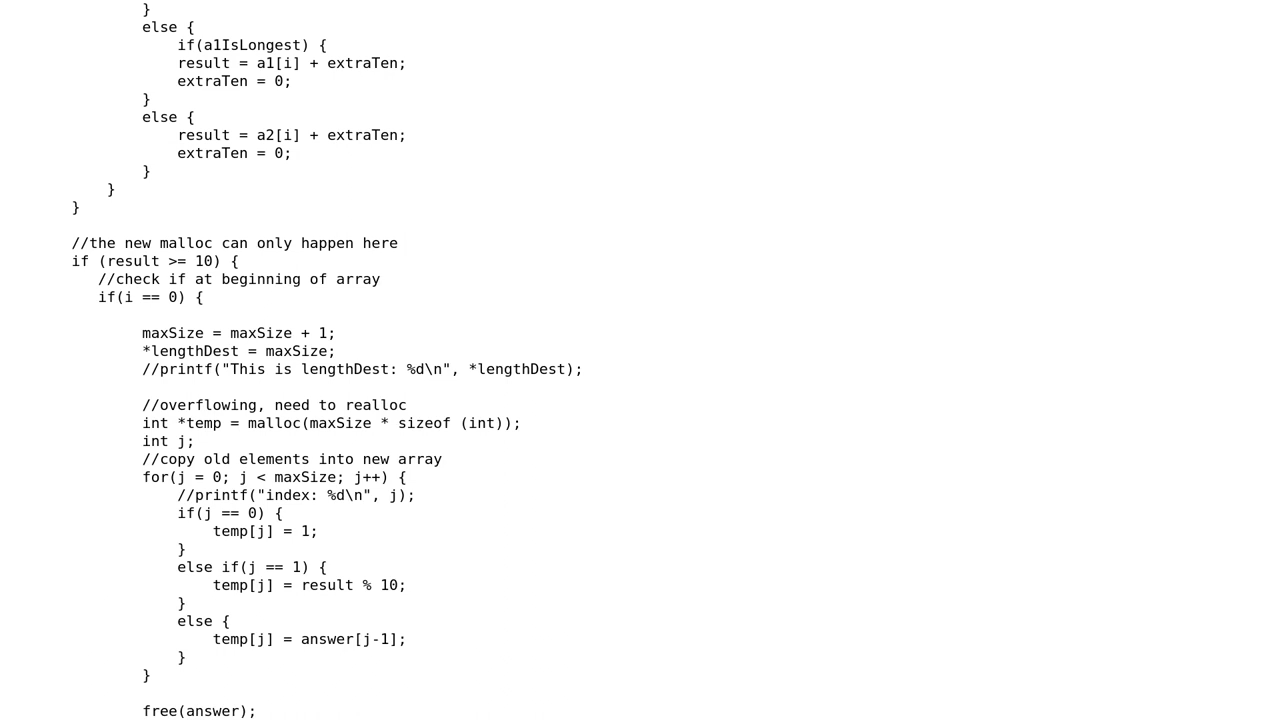 }
        else {
            if(a1IsLongest) {
            result = a1[i] + extraTen;
            extraTen = 0;
        }
        else {
            result = a2[i] + extraTen;
            extraTen = 0;
        }
    }
}

//the new malloc can only happen here
if (result >= 10) {
   //check if at beginning of array
   if(i == 0) {

        maxSize = maxSize + 1;
        *lengthDest = maxSize;
        //printf("This is lengthDest: %d\n", *lengthDest);

        //overflowing, need to realloc
        int *temp = malloc(maxSize * sizeof (int));
        int j;
        //copy old elements into new array
        for(j = 0; j < maxSize; j++) {
            //printf("index: %d\n", j);
            if(j == 0) {
                temp[j] = 1;
            }
            else if(j == 1) {
                temp[j] = result % 10;
            }
            else {
                temp[j] = answer[j-1];
            }
        }

        free(answer);